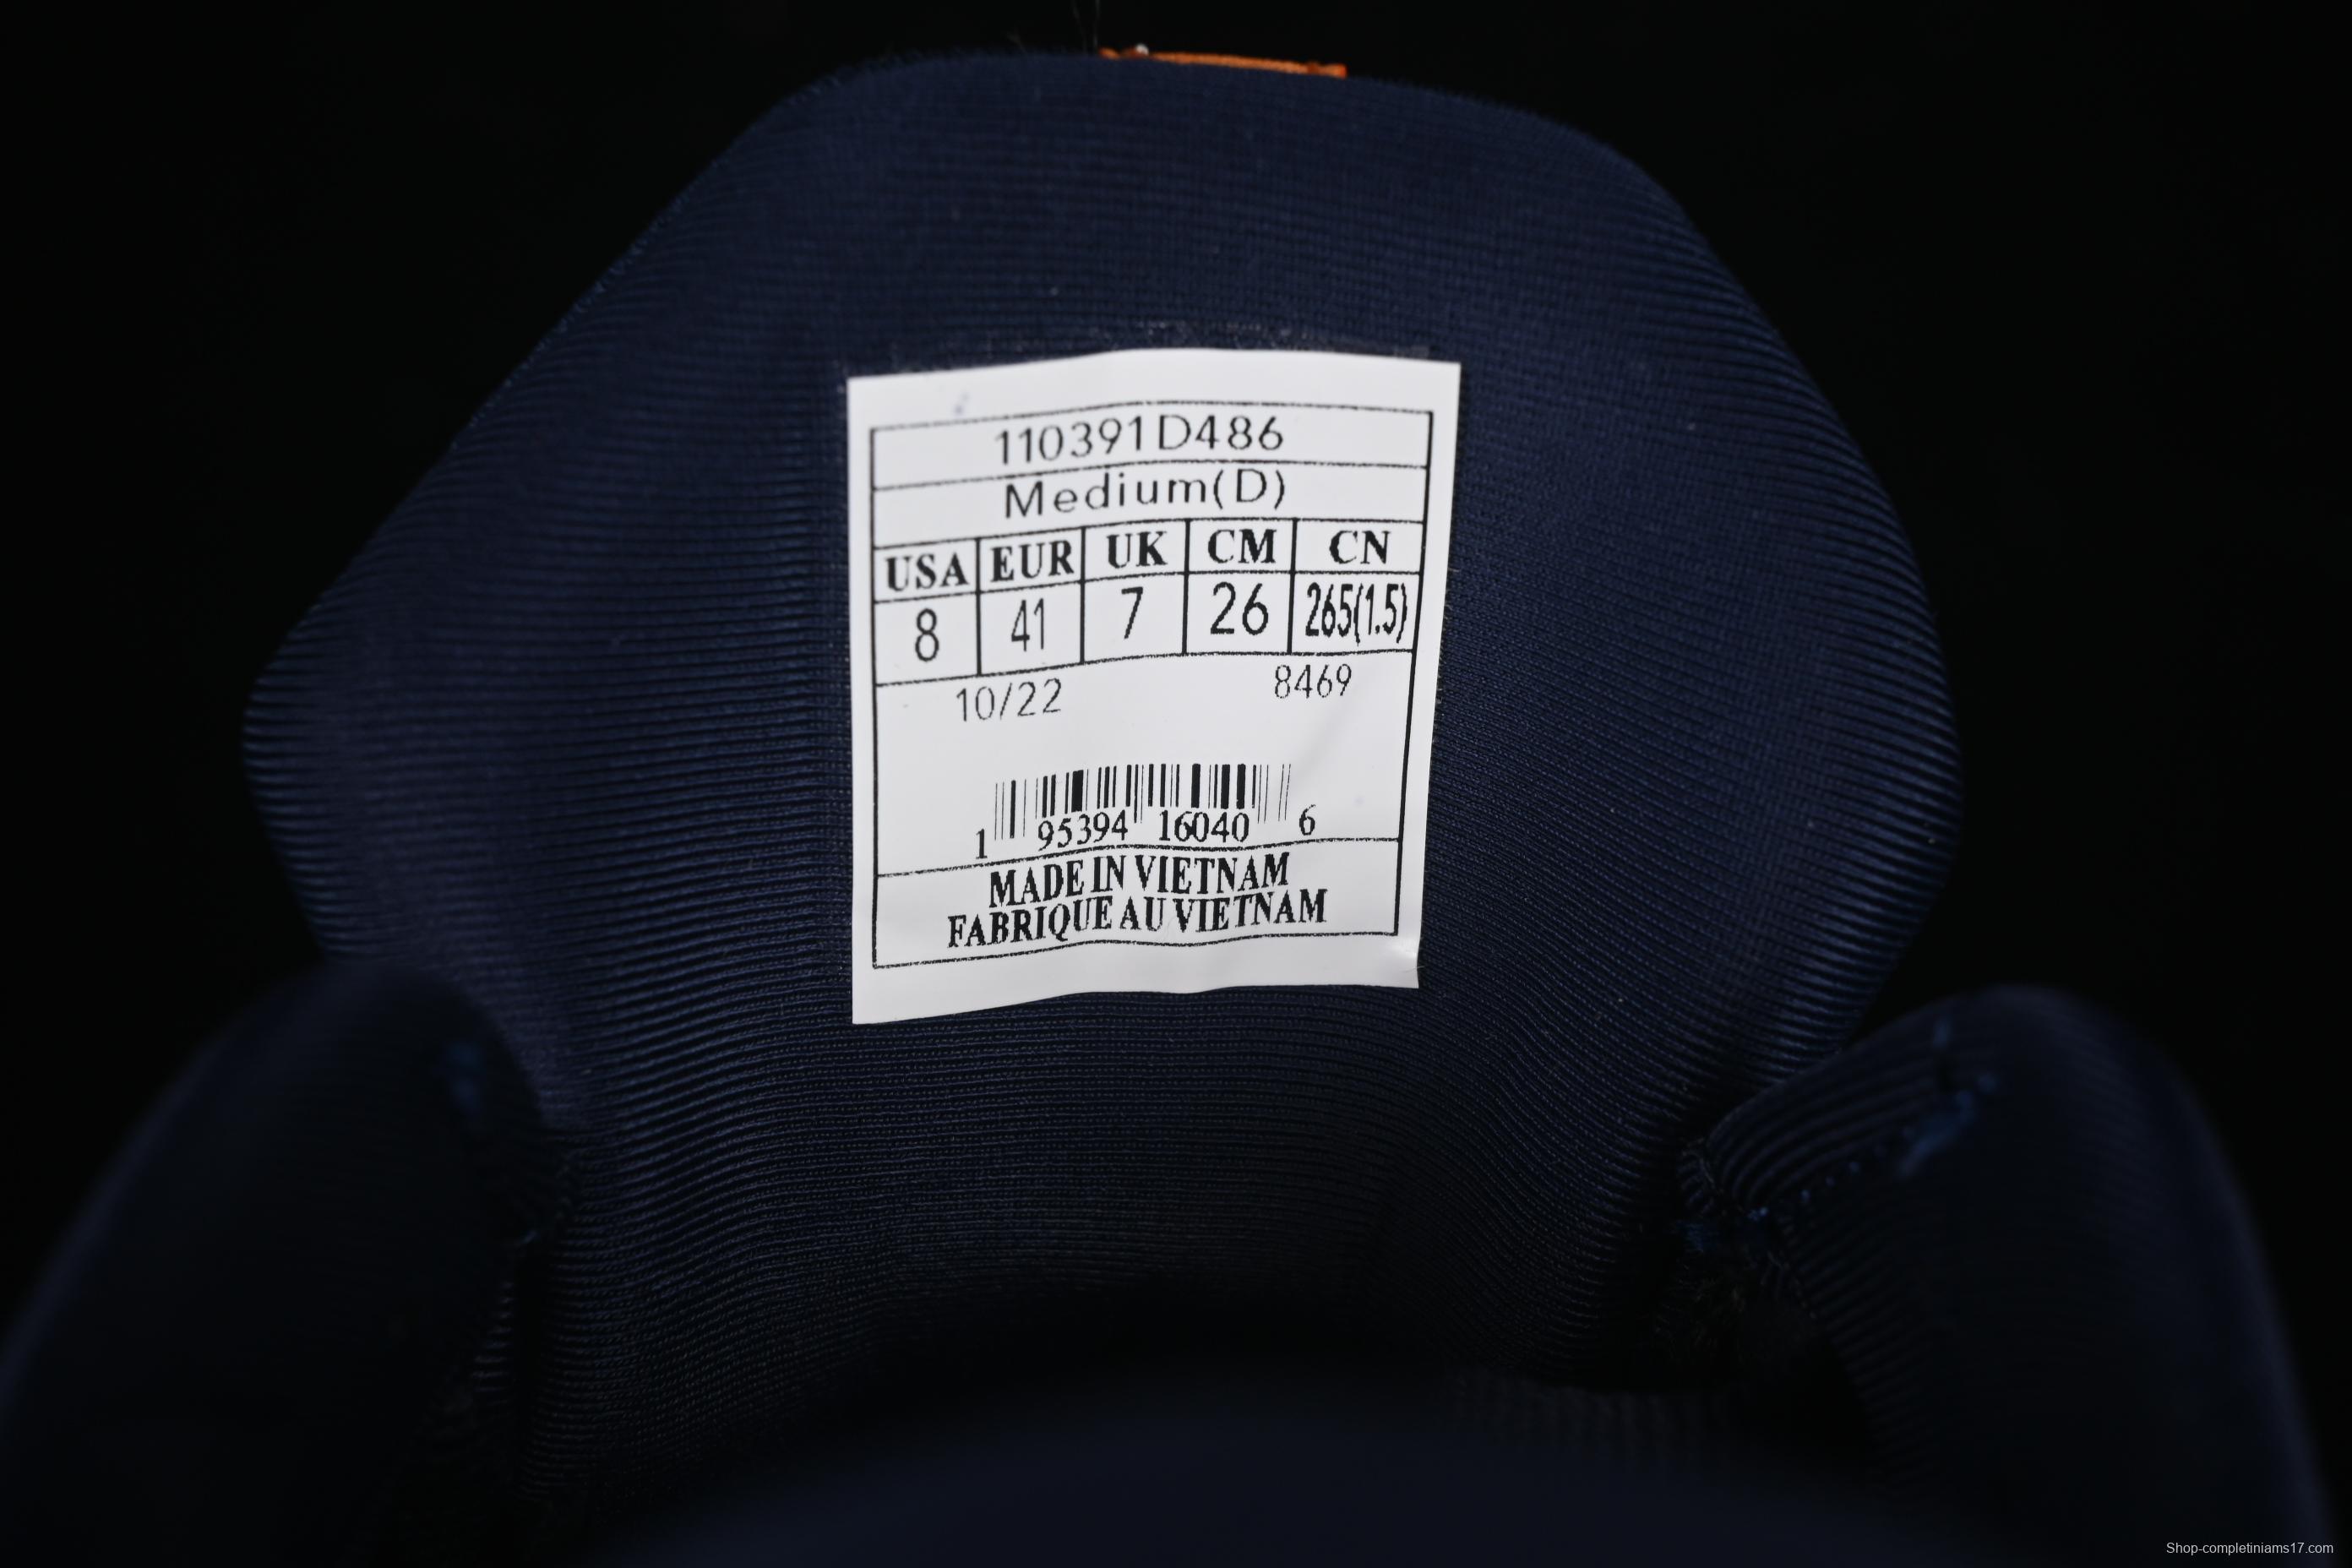 110391D486
Medium(D)
USA EUR UK CM CN
8 41 7 26 265(1.5)
10/22 8469
1 95394 16040 6
MADE IN VIETNAM
FABRIQUE AU VIETNAM
Shop-completiniams17.com